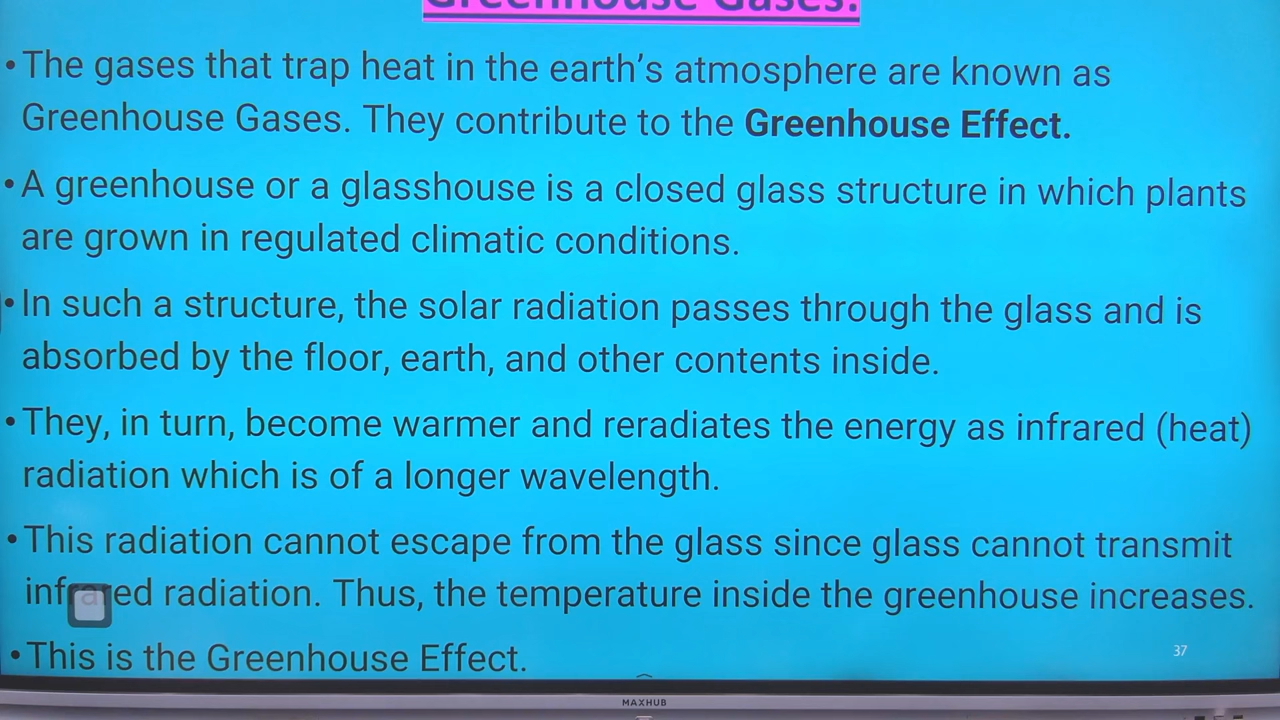 Greenhouse Gases:
•The gases that trap heat in the earth's atmosphere are known as
Greenhouse Gases. They contribute to the Greenhouse Effect.
•A greenhouse or a glasshouse is a closed glass structure in which plants
are grown in regulated climatic conditions.
•In such a structure, the solar radiation passes through the glass and is
absorbed by the floor, earth, and other contents inside.
•They, in turn, become warmer and reradiates the energy as infrared (heat)
radiation which is of a longer wavelength.
•This radiation cannot escape from the glass since glass cannot transmit
infrared radiation. Thus, the temperature inside the greenhouse increases.
•This is the Greenhouse Effect.
37
MAXHUB